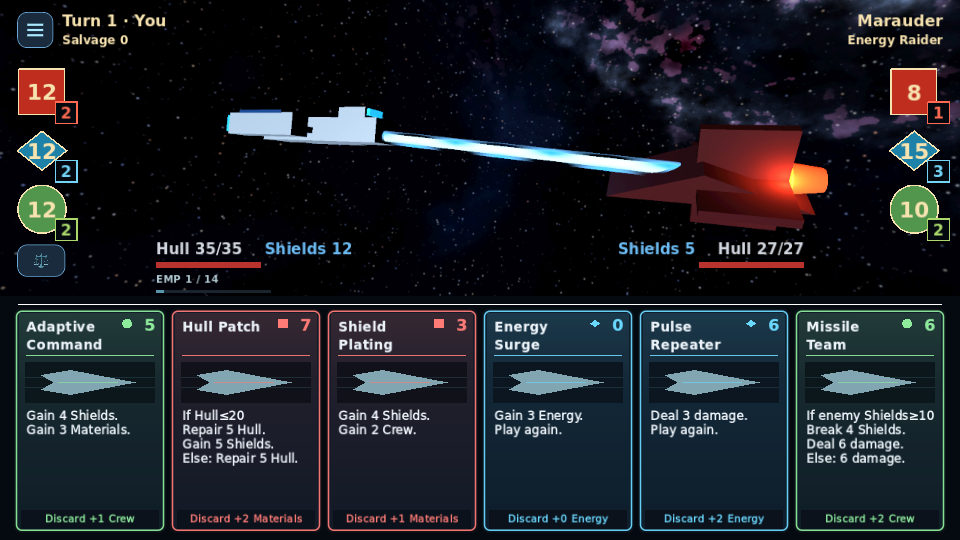 Turn 1 · You
Salvage 0
Marauder
Energy Raider
12
2
12
2
12
2
8
1
15
3
10
2
Hull 35/35 Shields 12
EMP 1 / 14
Shields 5 Hull 27/27
Adaptive Command 5
Gain 4 Shields.
Gain 3 Materials.
Discard +1 Crew
Hull Patch 7
If Hull≤20
Repair 5 Hull.
Gain 5 Shields.
Else: Repair 5 Hull.
Discard +2 Materials
Shield Plating 3
Gain 4 Shields.
Gain 2 Crew.
Discard +1 Materials
Energy Surge 0
Gain 3 Energy.
Play again.
Discard +0 Energy
Pulse Repeater 6
Deal 3 damage.
Play again.
Discard +2 Energy
Missile Team 6
If enemy Shields≥10
Break 4 Shields.
Deal 6 damage.
Else: 6 damage.
Discard +2 Crew